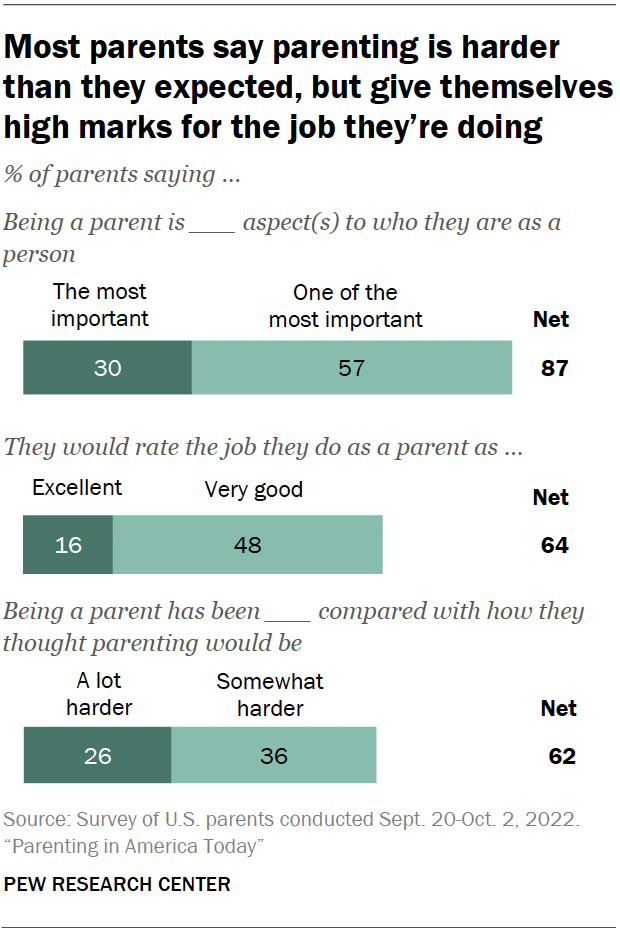 Most parents say parenting is harder
than they expected, but give themselves
high marks for the job they're doing
% of parents saying ...
Being a parent is ___ aspect(s) to who they are as a
person
The most
important
One of the
most important
Net
30
57
87
They would rate the job they do as a parent as ...
Excellent
Very good
Net
16
48
64
Being a parent has been ___ compared with how they
thought parenting would be
A lot
harder
Somewhat
harder
Net
26
36
62
Source: Survey of U.S. parents conducted Sept. 20-Oct. 2, 2022.
“Parenting in America Today”
PEW RESEARCH CENTER